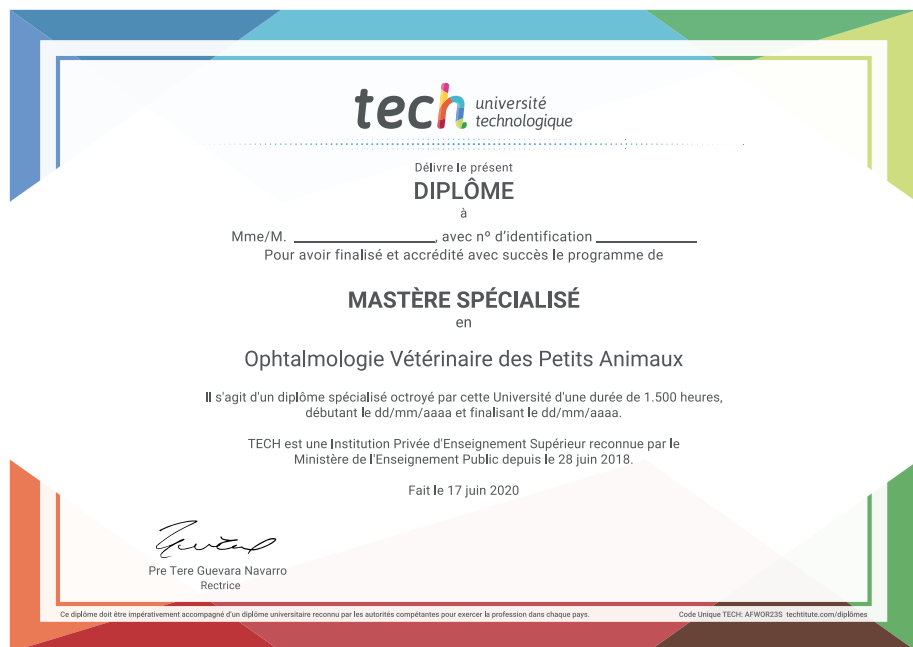 tech université
technologique
Délivre le présent
DIPLÔME
à
Mme/M. ____________, avec nº d'identification ____________
Pour avoir finalisé et accrédité avec succès le programme de
MASTÈRE SPÉCIALISÉ
en
Ophtalmologie Vétérinaire des Petits Animaux
Il s'agit d'un diplôme spécialisé octroyé par cette Université d'une durée de 1.500 heures,
débutant le dd/mm/aaaa et finalisant le dd/mm/aaaa.
TECH est une Institution Privée d'Enseignement Supérieur reconnue par le
Ministère de l'Enseignement Public depuis le 28 juin 2018.
Fait le 17 juin 2020
Pre Tere Guevara Navarro
Rectrice
Ce diplôme doit être impérativement accompagné d'un diplôme universitaire reconnu par les autorités compétentes pour exercer la profession dans chaque pays.
Code Unique TECH: AFWOR23S techtitute.com/diplômes